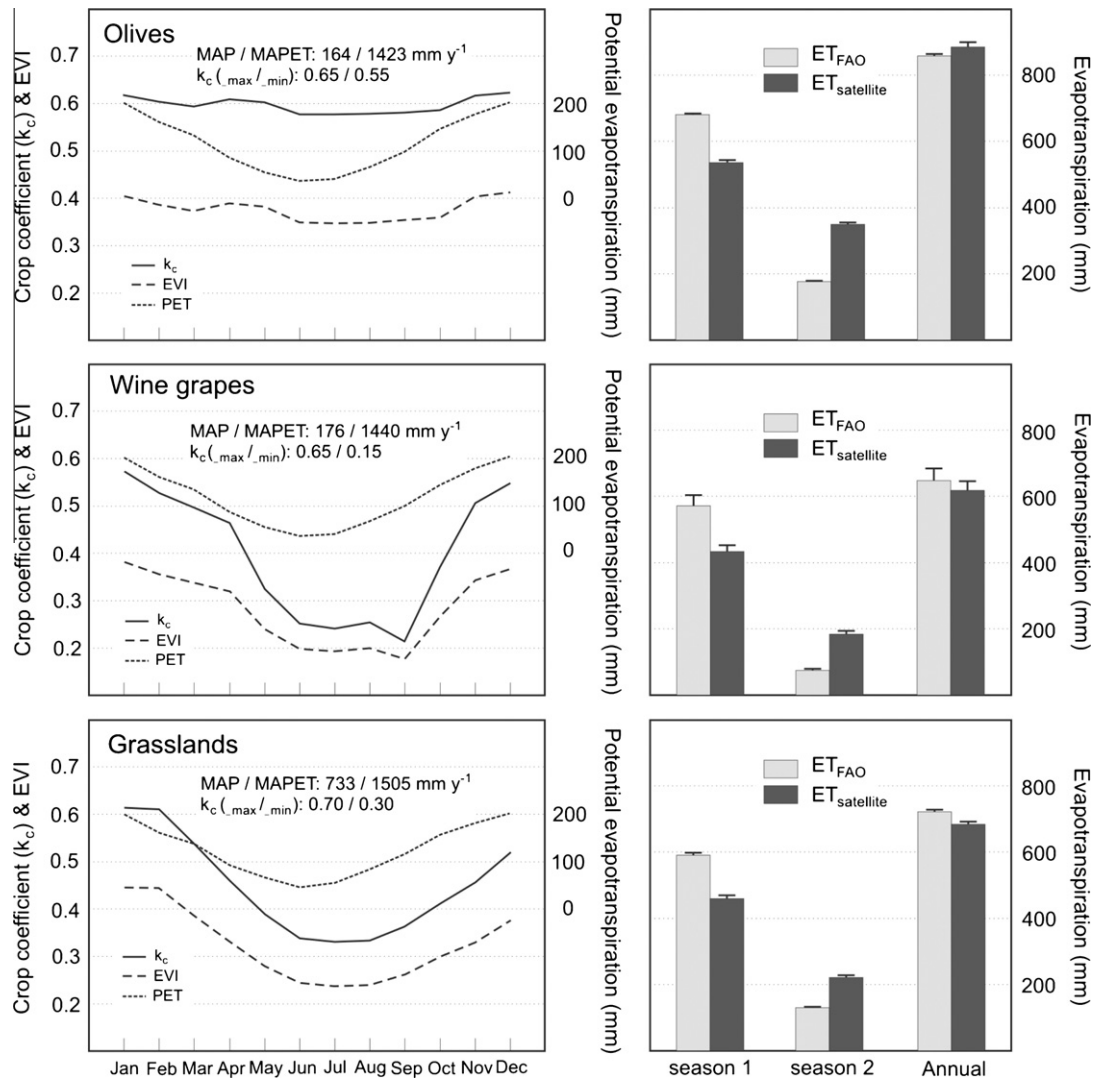 Olives
MAP / MAPET: 164 / 1423 mm y-1
kc (_max /_min): 0.65 / 0.55
Crop coefficient (kc) & EVI
0.7
0.6
0.5
0.4
0.3
0.2
kc
EVI
PET
200
100
0
Potential evapotranspiration (mm)
ETFAO
ETsatellite
800
600
400
200
Evapotranspiration (mm)
Wine grapes
MAP / MAPET: 176 / 1440 mm y-1
kc (_max /_min): 0.65 / 0.15
Crop coefficient (kc) & EVI
0.7
0.6
0.5
0.4
0.3
0.2
kc
EVI
PET
200
100
0
Potential evapotranspiration (mm)
ETFAO
ETsatellite
800
600
400
200
Evapotranspiration (mm)
Grasslands
MAP / MAPET: 733 / 1505 mm y-1
kc (_max /_min): 0.70 / 0.30
Crop coefficient (kc) & EVI
0.7
0.6
0.5
0.4
0.3
0.2
kc
EVI
PET
200
100
0
Potential evapotranspiration (mm)
ETFAO
ETsatellite
800
600
400
200
Evapotranspiration (mm)
Jan Feb Mar Apr May Jun Jul Aug Sep Oct Nov Dec
season 1 season 2 Annual